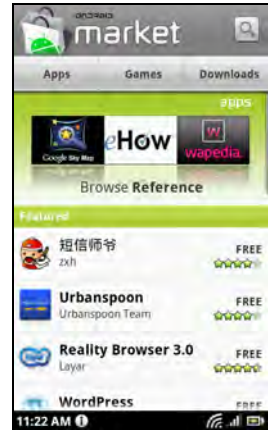 ANDROID
market
Apps Games Downloads
apps
Google Sky Map eHow W wapedia.
Browse Reference
Featured
短信师爷 FREE
zxh
Urbanspoon FREE
Urbanspoon Team
Reality Browser 3.0 FREE
Layar
WordPress FREE
11:22 AM